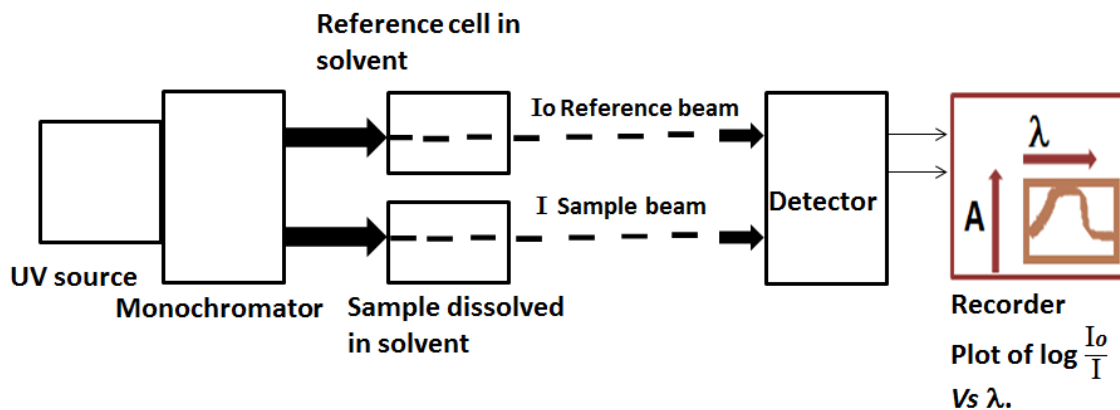 Reference cell in
solvent
Io Reference beam
λ
I Sample beam
Detector
A
UV source
Monochromator
Sample dissolved
in solvent
Recorder
Plot of log Io/I
Vs λ.